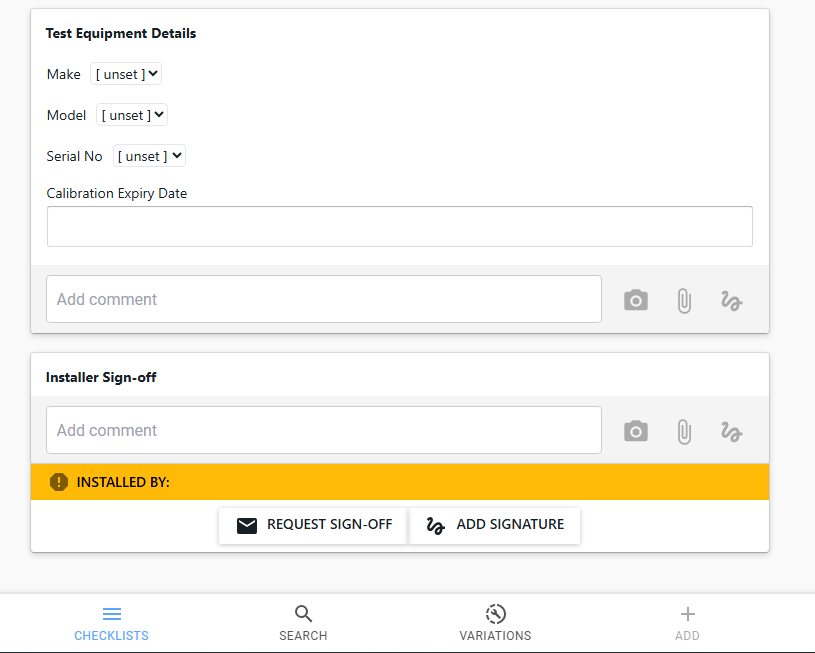 Test Equipment Details
Make [ unset ]
Model [ unset ]
Serial No [ unset ]
Calibration Expiry Date
Add comment
Installer Sign-off
Add comment
INSTALLED BY:
REQUEST SIGN-OFF ADD SIGNATURE
CHECKLISTS SEARCH VARIATIONS ADD